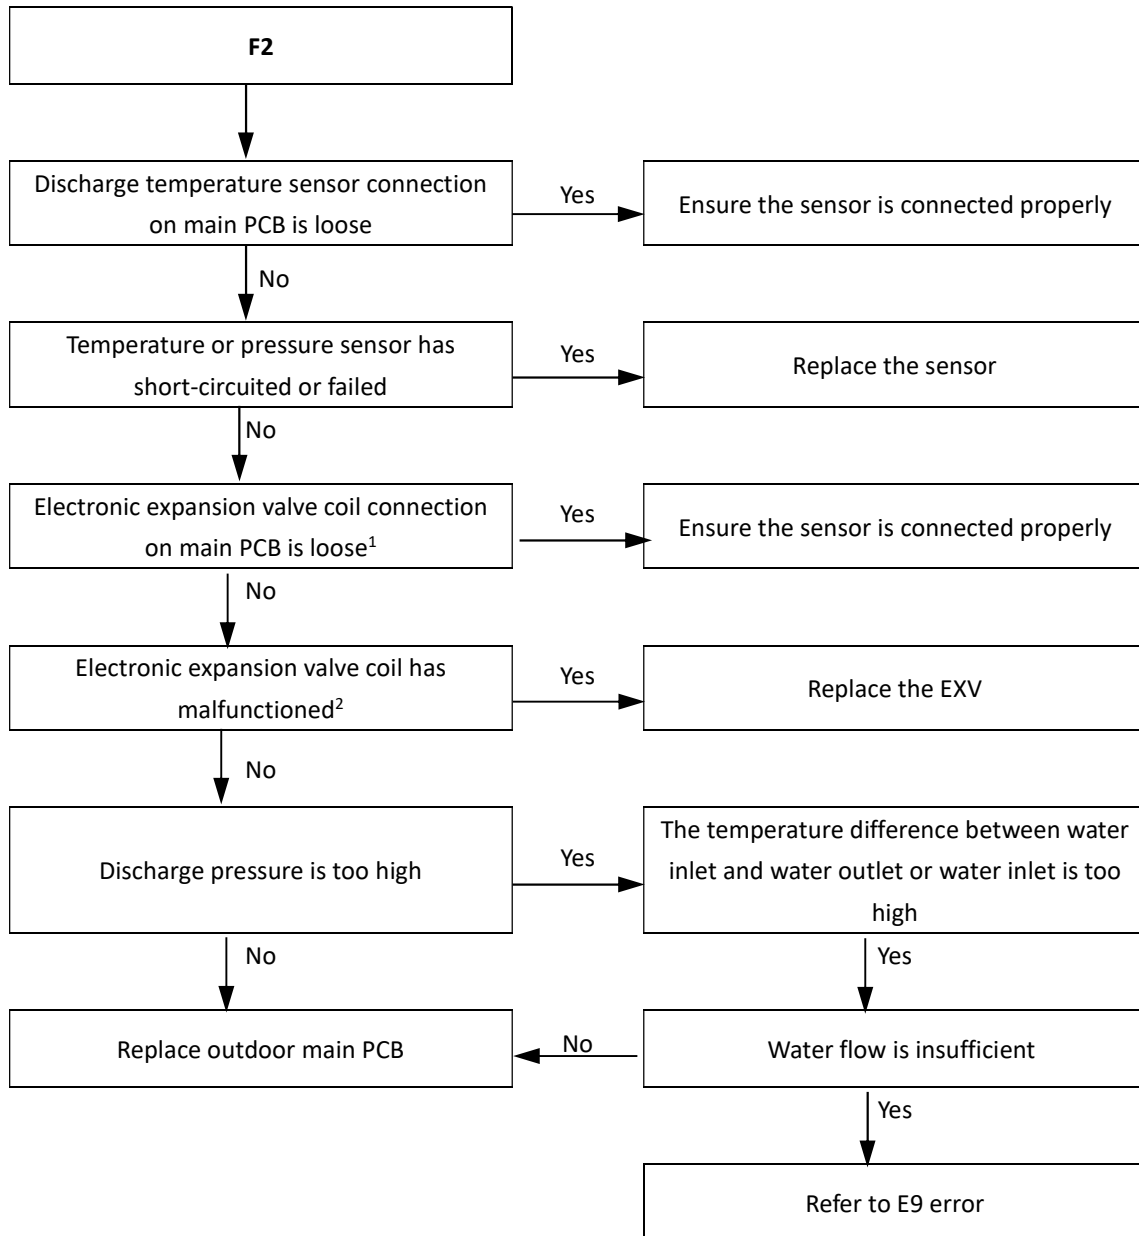 F2
Discharge temperature sensor connection
on main PCB is loose
Yes
Ensure the sensor is connected properly
No
Temperature or pressure sensor has
short-circuited or failed
Yes
Replace the sensor
No
Electronic expansion valve coil connection
on main PCB is loose1
Yes
Ensure the sensor is connected properly
No
Electronic expansion valve coil has
malfunctioned2
Yes
Replace the EXV
No
Discharge pressure is too high
Yes
The temperature difference between water
inlet and water outlet or water inlet is too
high
No
Yes
Replace outdoor main PCB
No
Water flow is insufficient
Yes
Refer to E9 error